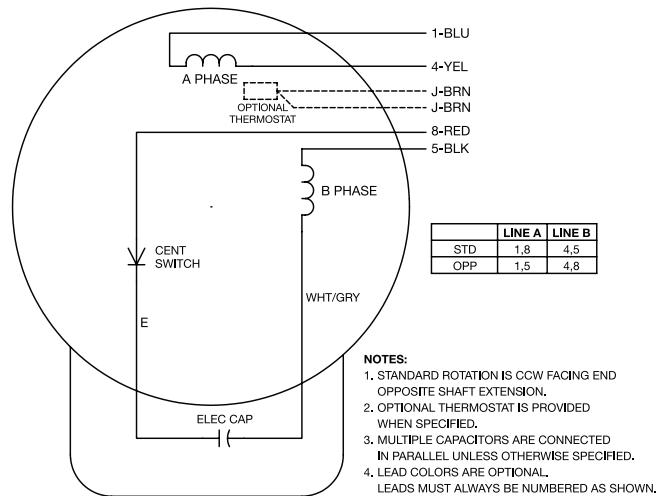 1-BLU
4-YEL
A PHASE
J-BRN
J-BRN
OPTIONAL
THERMOSTAT
8-RED
5-BLK
B PHASE
CENT
SWITCH
WHT/GRY
E
ELEC CAP
LINE A LINE B
STD 1,8 4,5
OPP 1,5 4,8
NOTES:
1. STANDARD ROTATION IS CCW FACING END
OPPOSITE SHAFT EXTENSION.
2. OPTIONAL THERMOSTAT IS PROVIDED
WHEN SPECIFIED.
3. MULTIPLE CAPACITORS ARE CONNECTED
IN PARALLEL UNLESS OTHERWISE SPECIFIED.
4. LEAD COLORS ARE OPTIONAL.
LEADS MUST ALWAYS BE NUMBERED AS SHOWN.